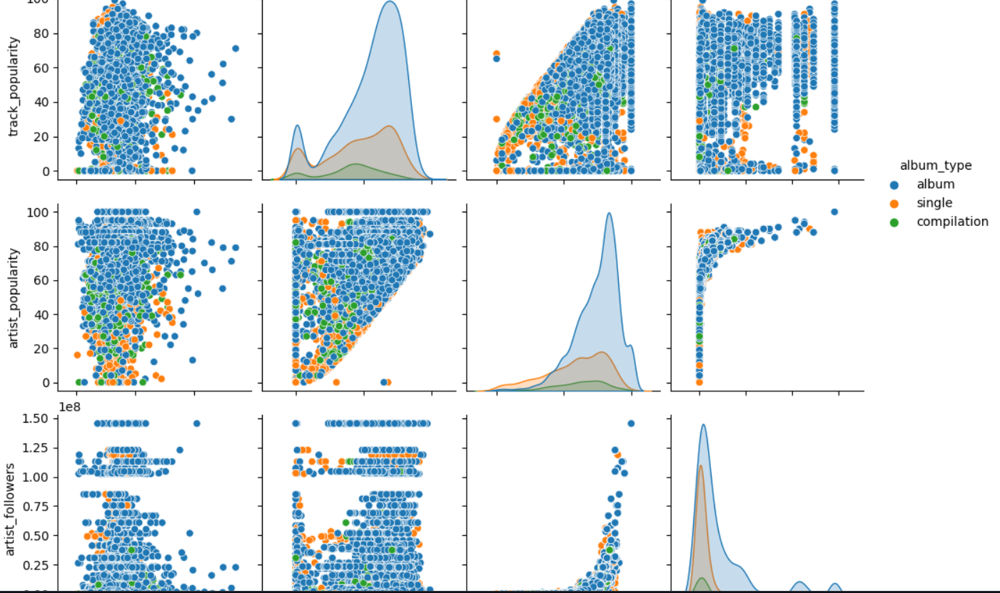 100
80
60
40
20
0
track_popularity
album_type
album
single
compilation
100
80
60
40
20
0
artist_popularity
1e8
1.50
1.25
1.00
0.75
0.50
0.25
artist_followers